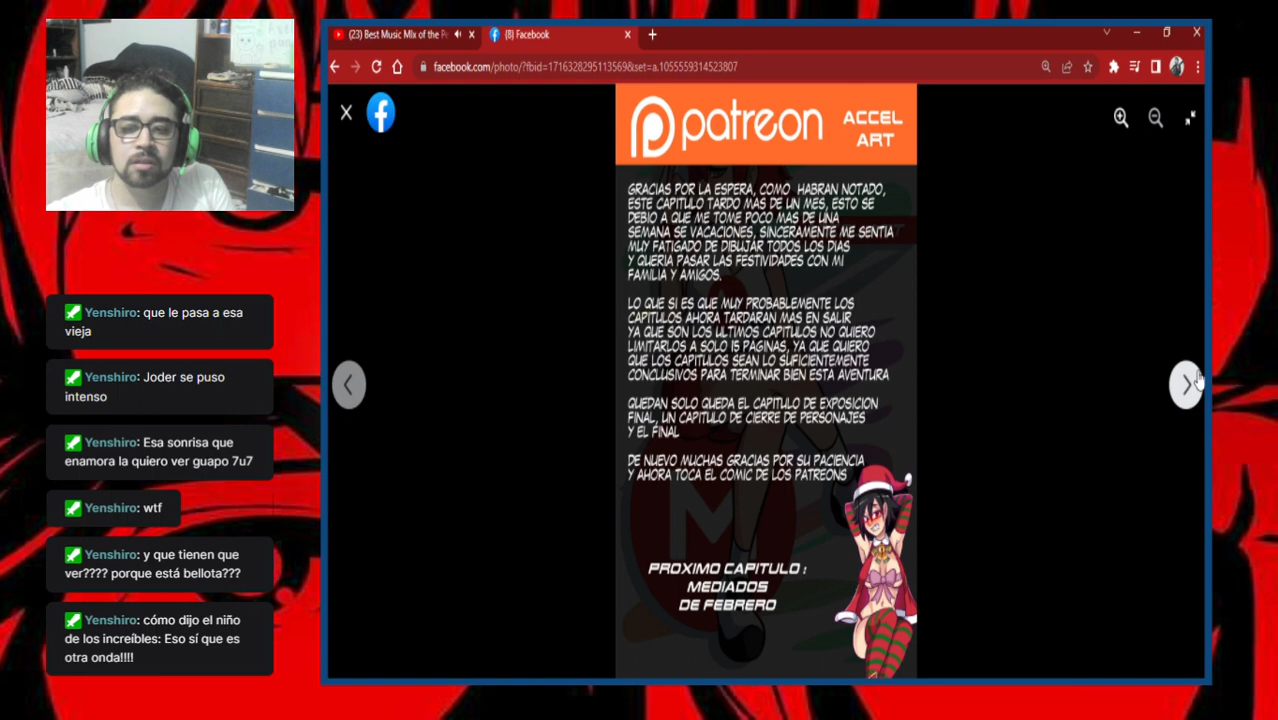 (23) Best Music Mix of the Po
(8) Facebook
facebook.com/photo/?fbid=1716328295113569&set=a.1055559314523807
patreon
ACCEL
ART
GRACIAS POR LA ESPERA, COMO HABRAN NOTADO,
ESTE CAPITULO TARDO MAS DE UN MES, ESTO SE
DEBIO A QUE ME TOME POCO MAS DE UNA
SEMANA SE VACACIONES, SINCERAMENTE ME SENTIA
MUY FATIGADO DE DIBUJAR TODOS LOS DIAS
Y QUERIA PASAR LAS FESTIVIDADES CON MI
FAMILIA Y AMIGOS.
LO QUE SI ES QUE MUY PROBABLEMENTE LOS
CAPITULOS AHORA TARDARAN MAS EN SALIR
YA QUE SON LOS ULTIMOS CAPITULOS NO QUIERO
LIMITARLOS A SOLO 15 PAGINAS, YA QUE QUIERO
QUE LOS CAPITULOS SEAN LO SUFICIENTEMENTE
CONCLUSIVOS PARA TERMINAR BIEN ESTA AVENTURA
QUEDAN SOLO QUEDA EL CAPITULO DE EXPOSICION
FINAL, UN CAPITULO DE CIERRE DE PERSONAJES
Y EL FINAL
DE NUEVO MUCHAS GRACIAS POR SU PACIENCIA
Y AHORA TOCA EL COMIC DE LOS PATREONS
PROXIMO CAPITULO :
MEDIADOS
DE FEBRERO
Yenshiro: que le pasa a esa
vieja
Yenshiro: Joder se puso
intenso
Yenshiro: Esa sonrisa que
enamora la quiero ver guapo 7u7
Yenshiro: wtf
Yenshiro: y que tienen que
ver???? porque está bellota???
Yenshiro: cómo dijo el niño
de los increíbles: Eso sí que es
otra onda!!!!